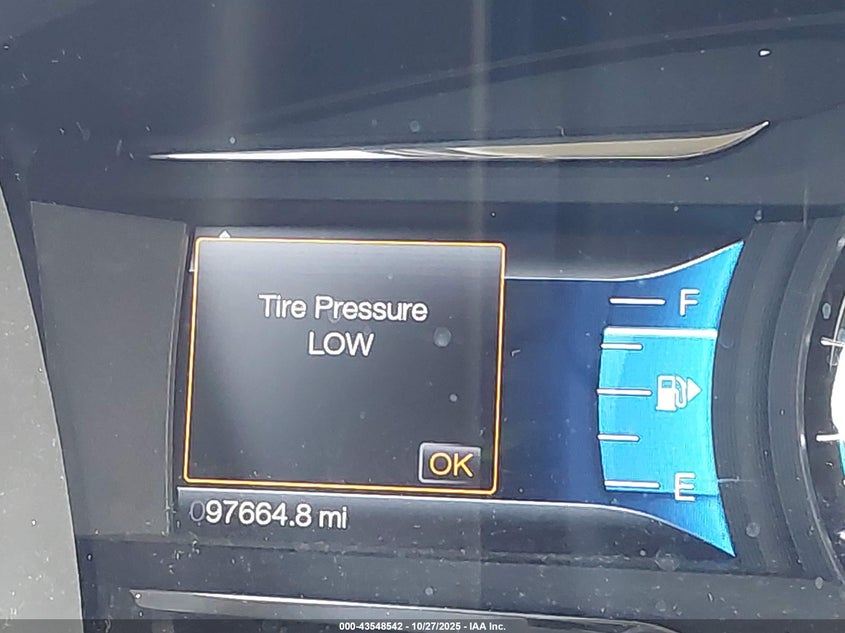 Tire Pressure
LOW
OK
F
E
097664.8 mi
000-43548542 - 10/27/2025 - IAA Inc.